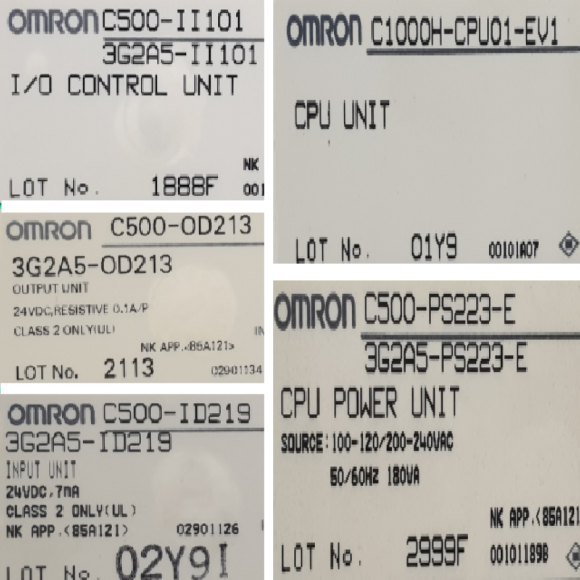 OMRON C500-II101
3G2A5-II101
I/O CONTROL UNIT
NK
LOT No. 1888F 001
OMRON C1000H-CPU01-EV1
CPU UNIT
LOT No. 01Y9 00101A07
OMRON C500-OD213
3G2A5-OD213
OUTPUT UNIT
24VDC,RESISTIVE 0.1A/P
CLASS 2 ONLY(UL)
NK APP.<85A121>
LOT No. 2113 02901134
OMRON C500-PS223-E
3G2A5-PS223-E
CPU POWER UNIT
SOURCE:100-120/200-240VAC
50/60HZ 180VA
NK APP.<85A121
LOT No. 2999F 00101189B
OMRON C500-ID219
3G2A5-ID219
INPUT UNIT
24VDC,7mA
CLASS 2 ONLY(UL)
NK APP.<85A121> 02901126
LOT No. 02Y9I